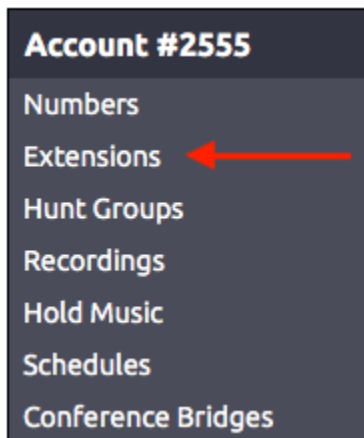 Account #2555
Numbers
Extensions
Hunt Groups
Recordings
Hold Music
Schedules
Conference Bridges